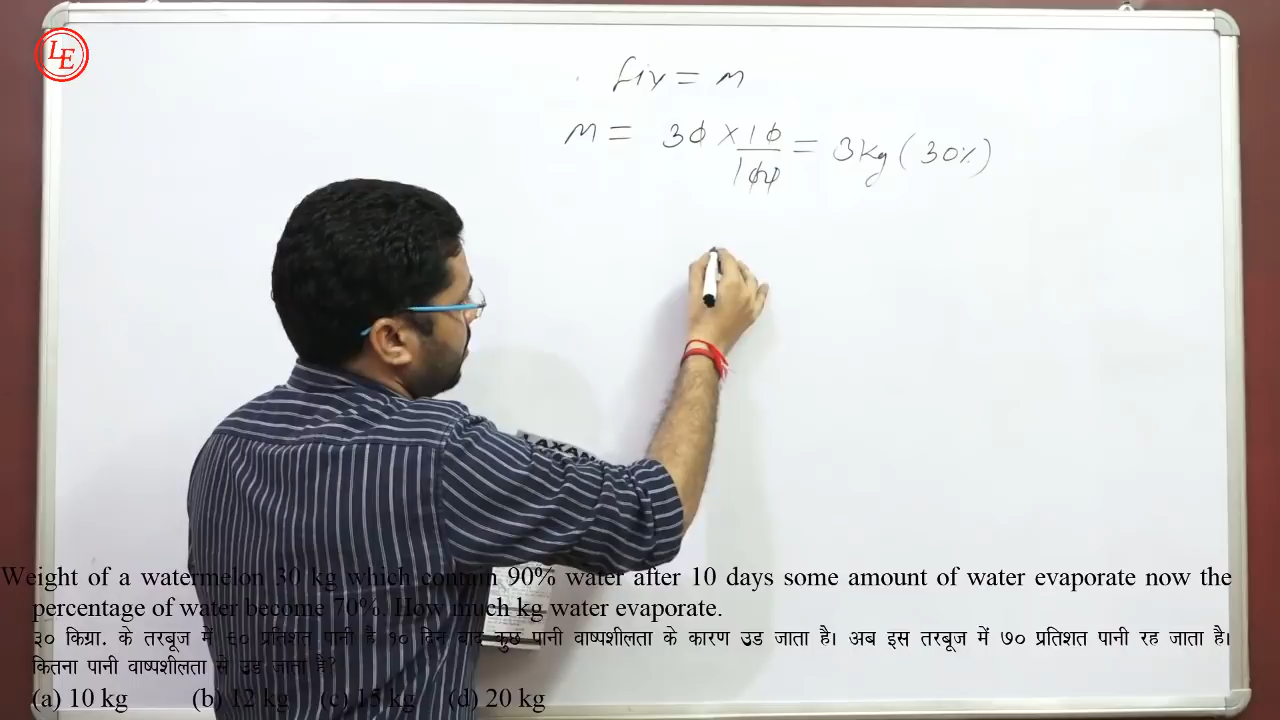 LE
fix = M
M = 30 × 10/100 = 3kg (30%)
LAXAN
Weight of a watermelon 30 kg which contain 90% water after 10 days some amount of water evaporate now the
percentage of water become 70%. How much kg water evaporate.
३० किग्रा. के तरबूज में ६० प्रतिशत पानी है १० दिन बाद कुछ पानी वाष्पशीलता के कारण उड जाता है। अब इस तरबूज में ७० प्रतिशत पानी रह जाता है।
कितना पानी वाष्पशीलता से उड जाता है?
(a) 10 kg (b) 12 kg (c) 15 kg (d) 20 kg